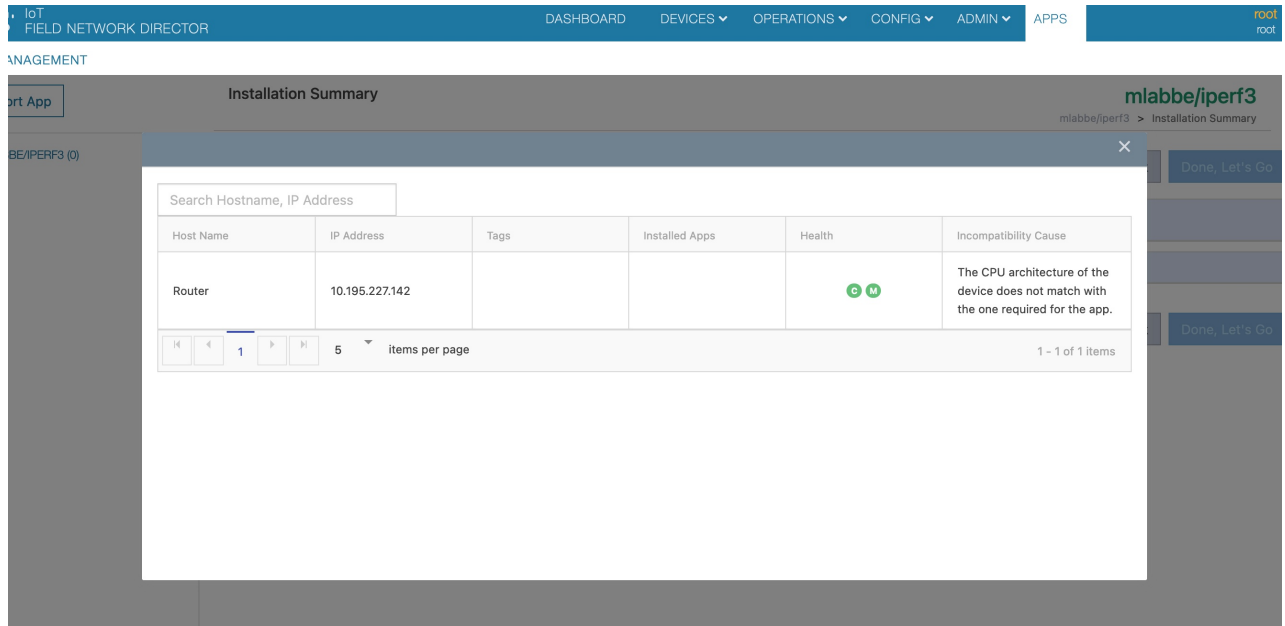 IoT
FIELD NETWORK DIRECTOR
DASHBOARD DEVICES OPERATIONS CONFIG ADMIN APPS
root
root
ANAGEMENT
ort App
Installation Summary
mlabbe/iperf3
mlabbe/iperf3 > Installation Summary
BE/IPERF3 (0)
×
Done, Let's Go
Search Hostname, IP Address
Host Name IP Address Tags Installed Apps Health Incompatibility Cause
Router 10.195.227.142 C M The CPU architecture of the
device does not match with
the one required for the app.
1 5 items per page 1 - 1 of 1 items
Done, Let's Go